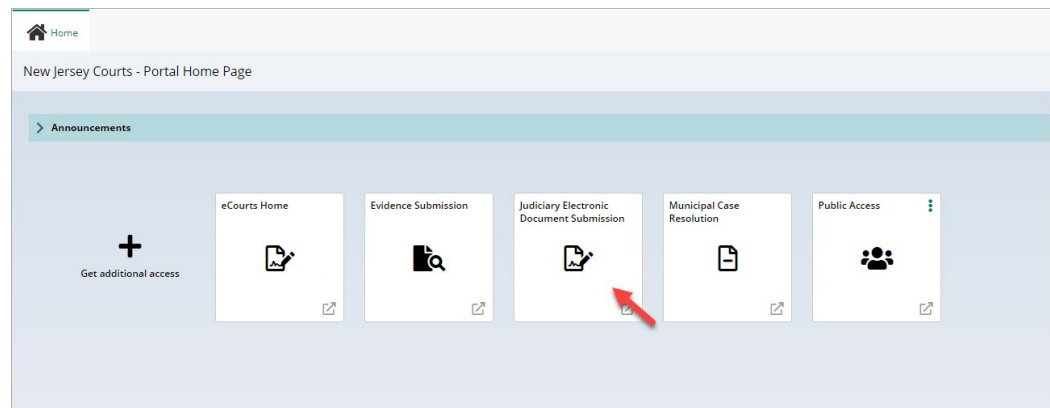 Home
New Jersey Courts - Portal Home Page
Announcements
Get additional access
eCourts Home
Evidence Submission
Judiciary Electronic
Document Submission
Municipal Case
Resolution
Public Access